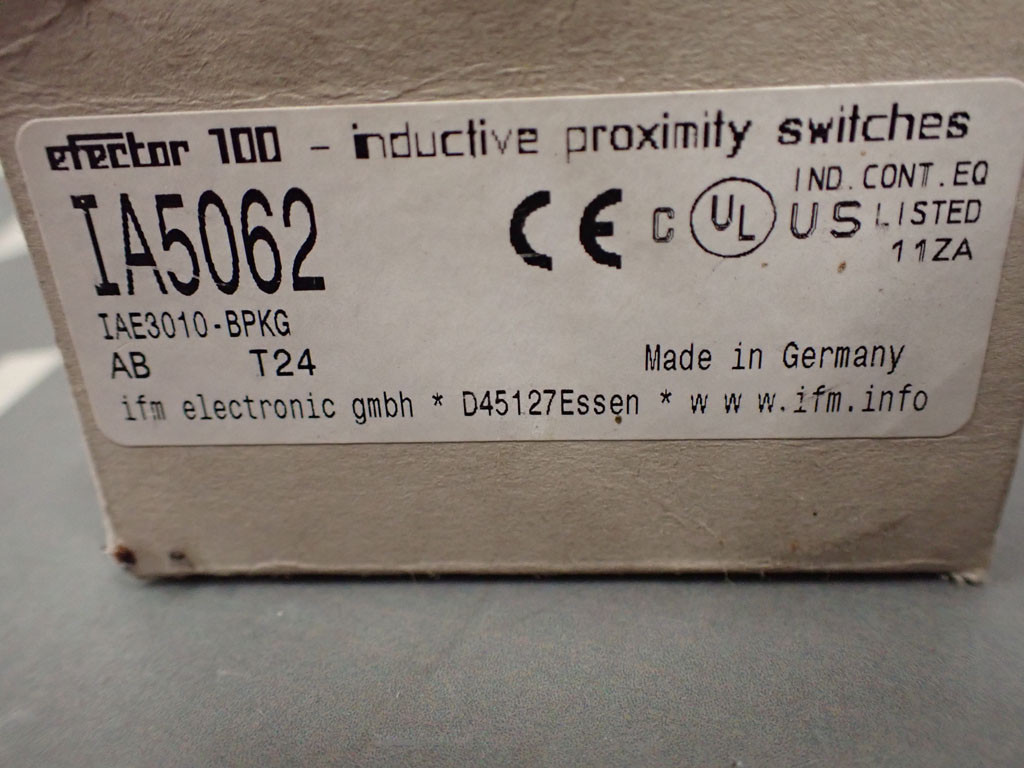 efector 100 - inductive proximity switches
IA5062
CE C UL US IND. CONT. EQ
LISTED
11ZA
IAE3010-BPKG
AB T24
Made in Germany
ifm electronic gmbh * D45127Essen * w w w.ifm.info